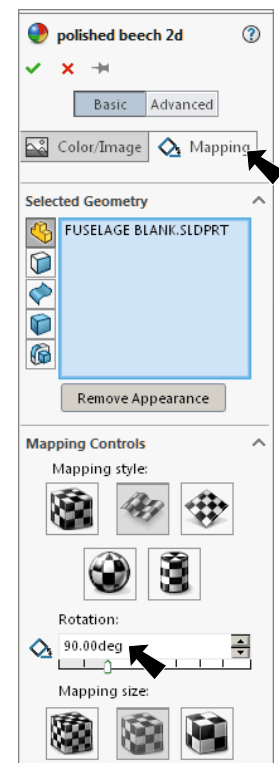 polished beech 2d
?
Basic Advanced
Color/Image Mapping
Selected Geometry
FUSELAGE BLANK.SLDPRT
Remove Appearance
Mapping Controls
Mapping style:
Rotation:
90.00deg
Mapping size: